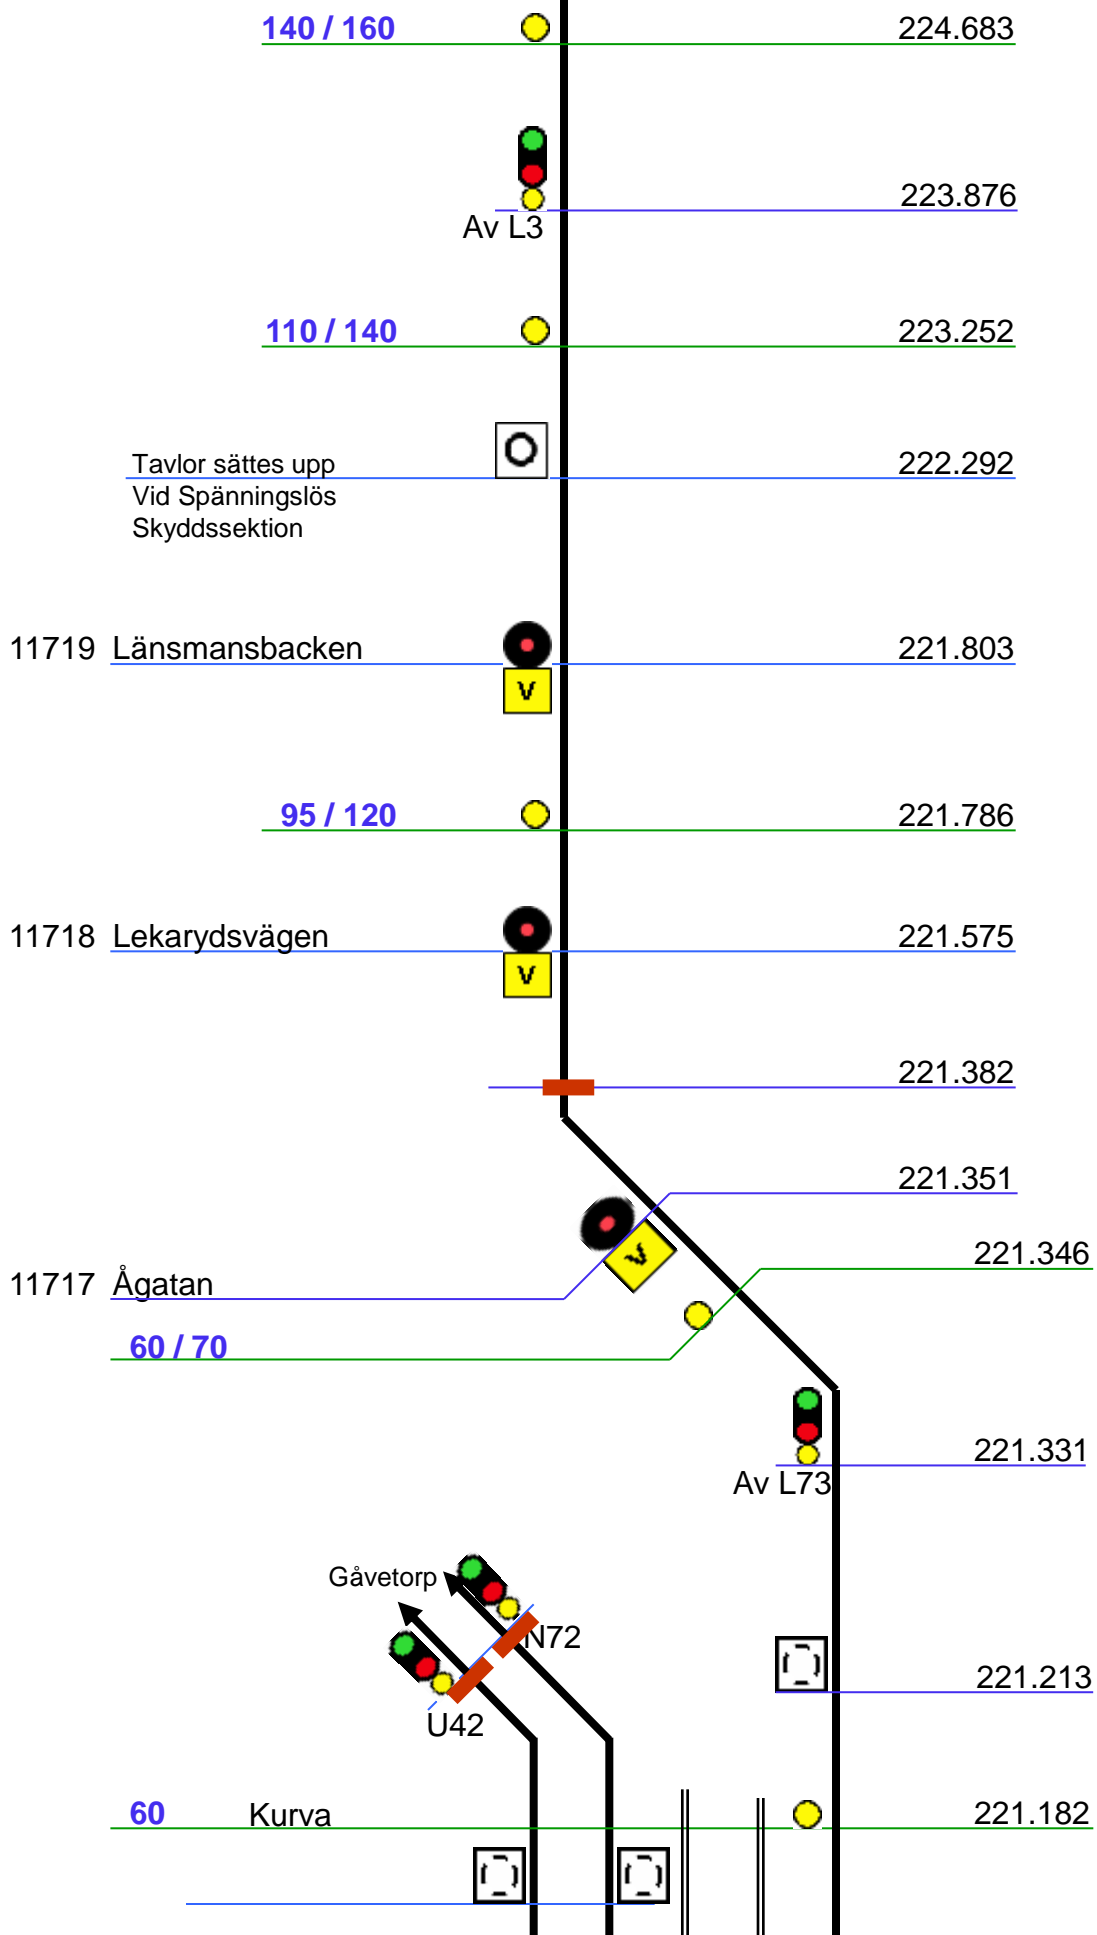 140 / 160 224.683
223.876
Av L3
110 / 140 223.252
O
Tavlor sättes upp 222.292
Vid Spänningslös
Skyddssektion
11719 Länsmansbacken 221.803
V
95 / 120 221.786
11718 Lekarydsvägen 221.575
V
221.382
221.351
V
221.346
11717 Ågatan
60 / 70
221.331
Av L73
Gåvetorp
N72
221.213
U42
60 Kurva 221.182